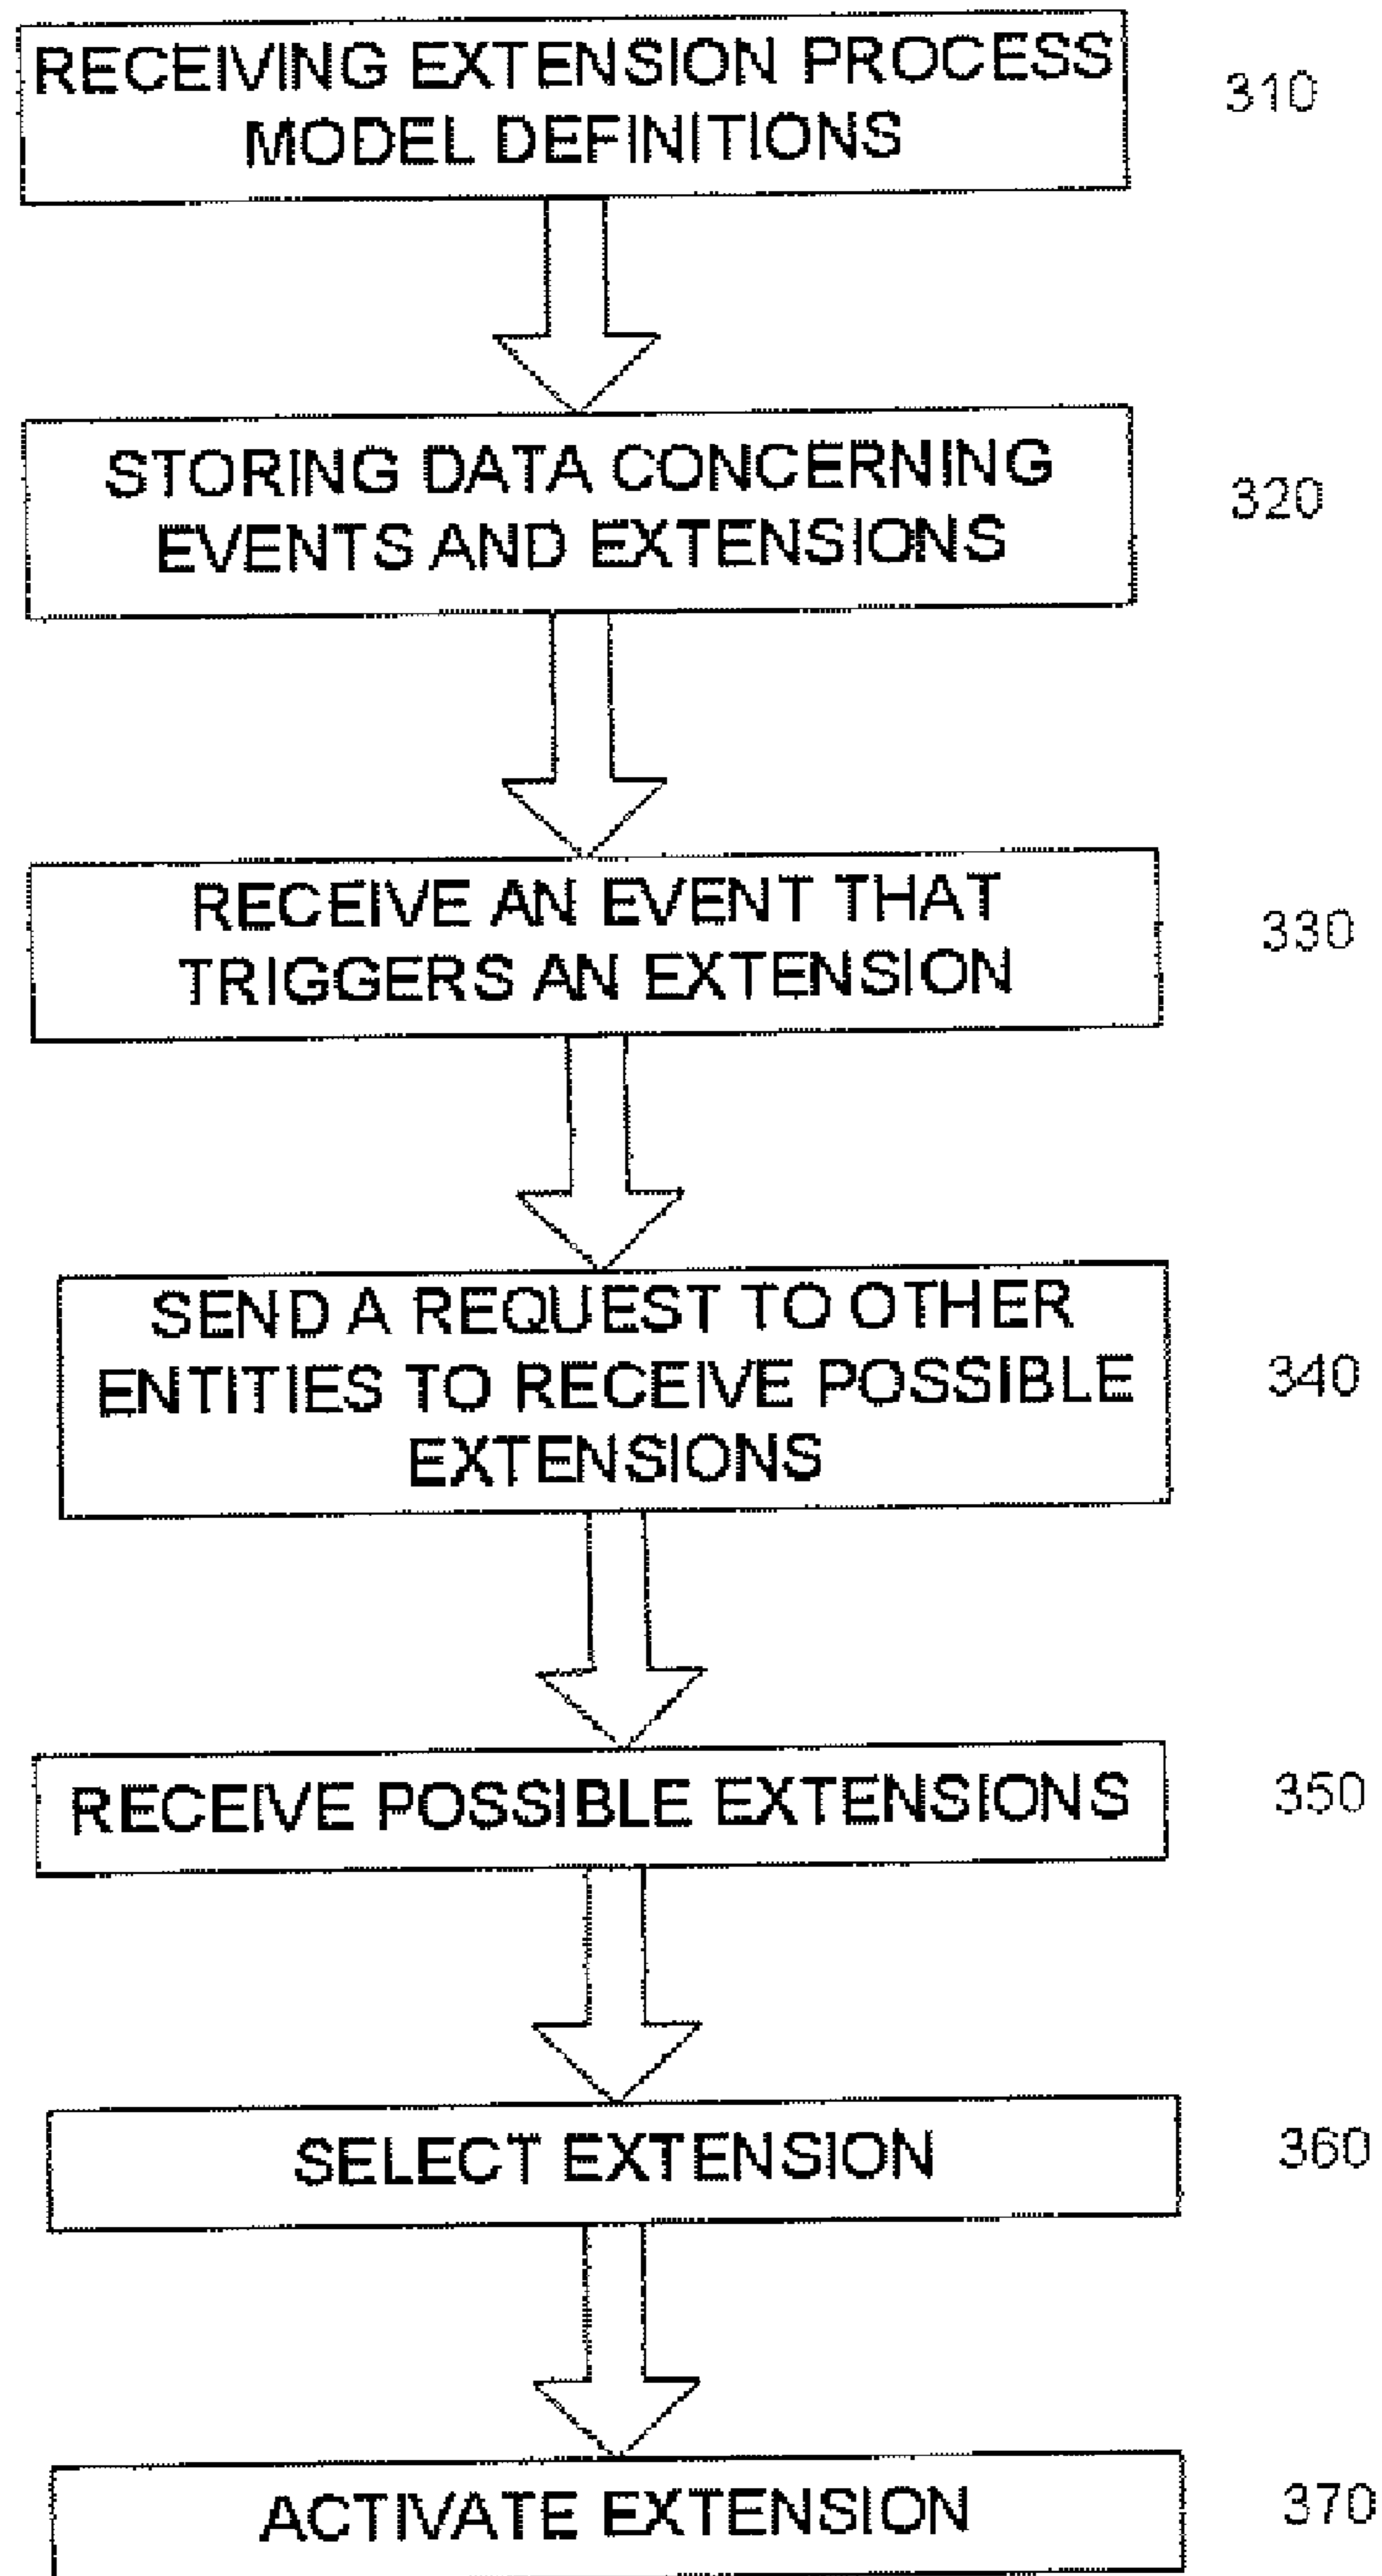 RECEIVING EXTENSION PROCESS
MODEL DEFINITIONS
310
STORING DATA CONCERNING
EVENTS AND EXTENSIONS
320
RECEIVE AN EVENT THAT
TRIGGERS AN EXTENSION
330
SEND A REQUEST TO OTHER
ENTITIES TO RECEIVE POSSIBLE
EXTENSIONS
340
RECEIVE POSSIBLE EXTENSIONS
350
SELECT EXTENSION
360
ACTIVATE EXTENSION
370